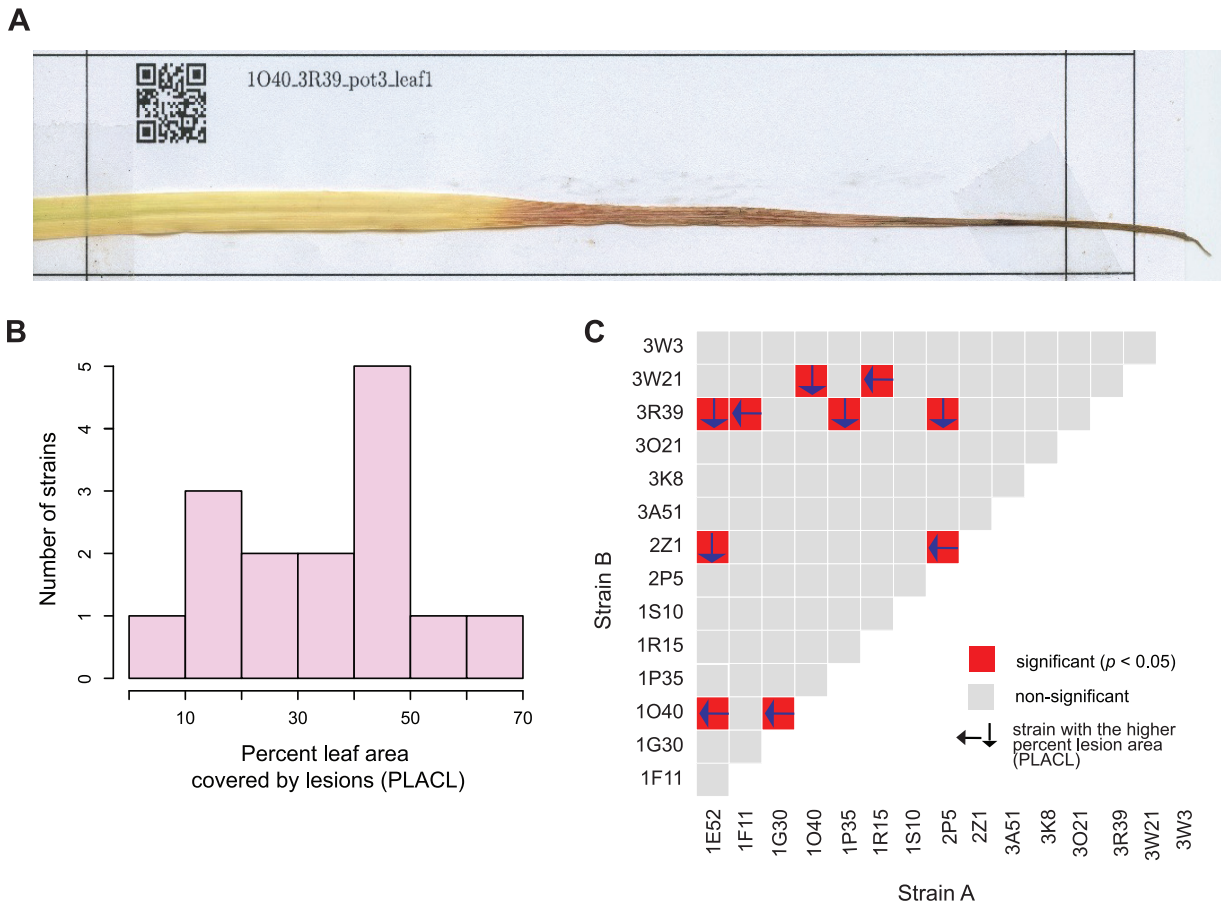 A
1O40_3R39_pot3_leaf1
B
5
4
3
2
1
0
Number of strains
10 30 50 70
Percent leaf area
covered by lesions (PLACL)
C
3W3
3W21
3R39
3O21
3K8
3A51
2Z1
2P5
1S10
1R15
1P35
1O40
1G30
1F11
Strain B
significant (p < 0.05)
non-significant
strain with the higher
percent lesion area
(PLACL)
1E52 1F11 1G30 1O40 1P35 1R15 1S10 2P5 2Z1 3A51 3K8 3O21 3R39 3W21 3W3
Strain A